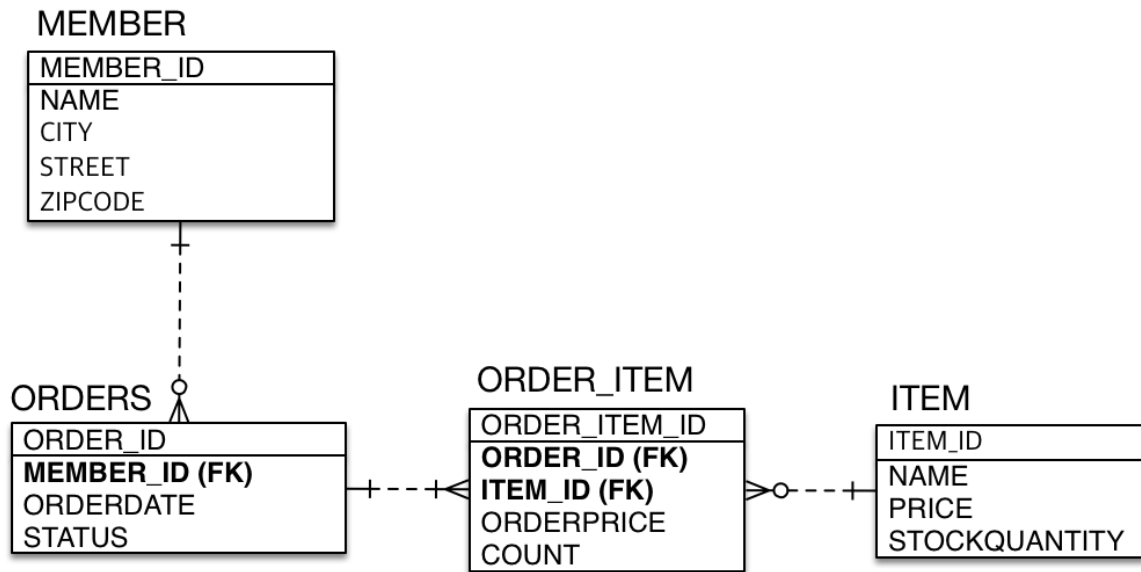 MEMBER
MEMBER_ID
NAME
CITY
STREET
ZIPCODE
ORDERS
ORDER_ID
MEMBER_ID (FK)
ORDERDATE
STATUS
ORDER_ITEM
ORDER_ITEM_ID
ORDER_ID (FK)
ITEM_ID (FK)
ORDERPRICE
COUNT
ITEM
ITEM_ID
NAME
PRICE
STOCKQUANTITY